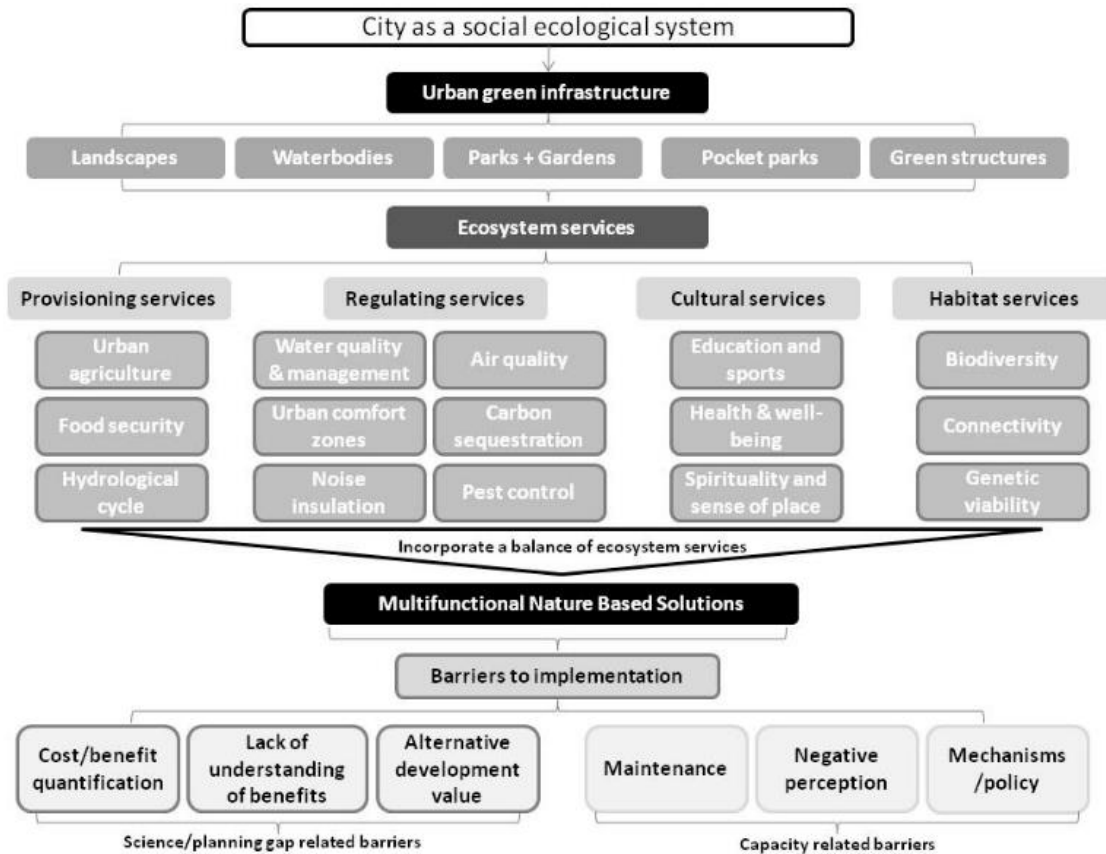 City as a social ecological system
Urban green infrastructure
Landscapes
Waterbodies
Parks + Gardens
Pocket parks
Green structures
Ecosystem services
Provisioning services
Regulating services
Cultural services
Habitat services
Urban
agriculture
Water quality
& management
Air quality
Education and
sports
Biodiversity
Food security
Urban comfort
zones
Carbon
sequestration
Health & well-
being
Connectivity
Hydrological
cycle
Noise
insulation
Pest control
Spirituality and
sense of place
Genetic
viability
Incorporate a balance of ecosystem services
Multifunctional Nature Based Solutions
Barriers to implementation
Cost/benefit
quantification
Lack of
understanding
of benefits
Alternative
development
value
Maintenance
Negative
perception
Mechanisms
/policy
Science/planning gap related barriers
Capacity related barriers